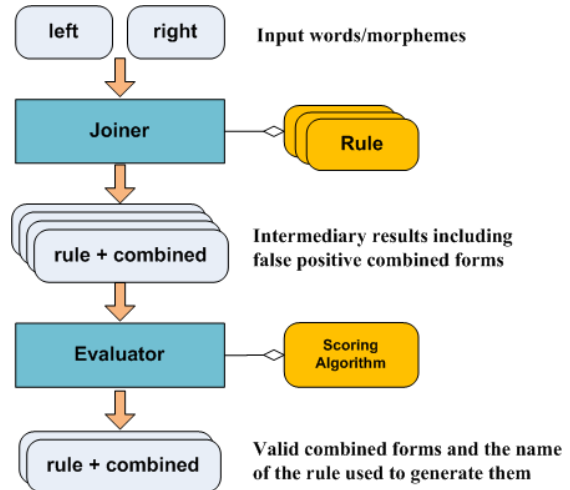 left
right
Input words/morphemes
Joiner
Rule
rule + combined
Intermediary results including
false positive combined forms
Evaluator
Scoring
Algorithm
rule + combined
Valid combined forms and the name
of the rule used to generate them